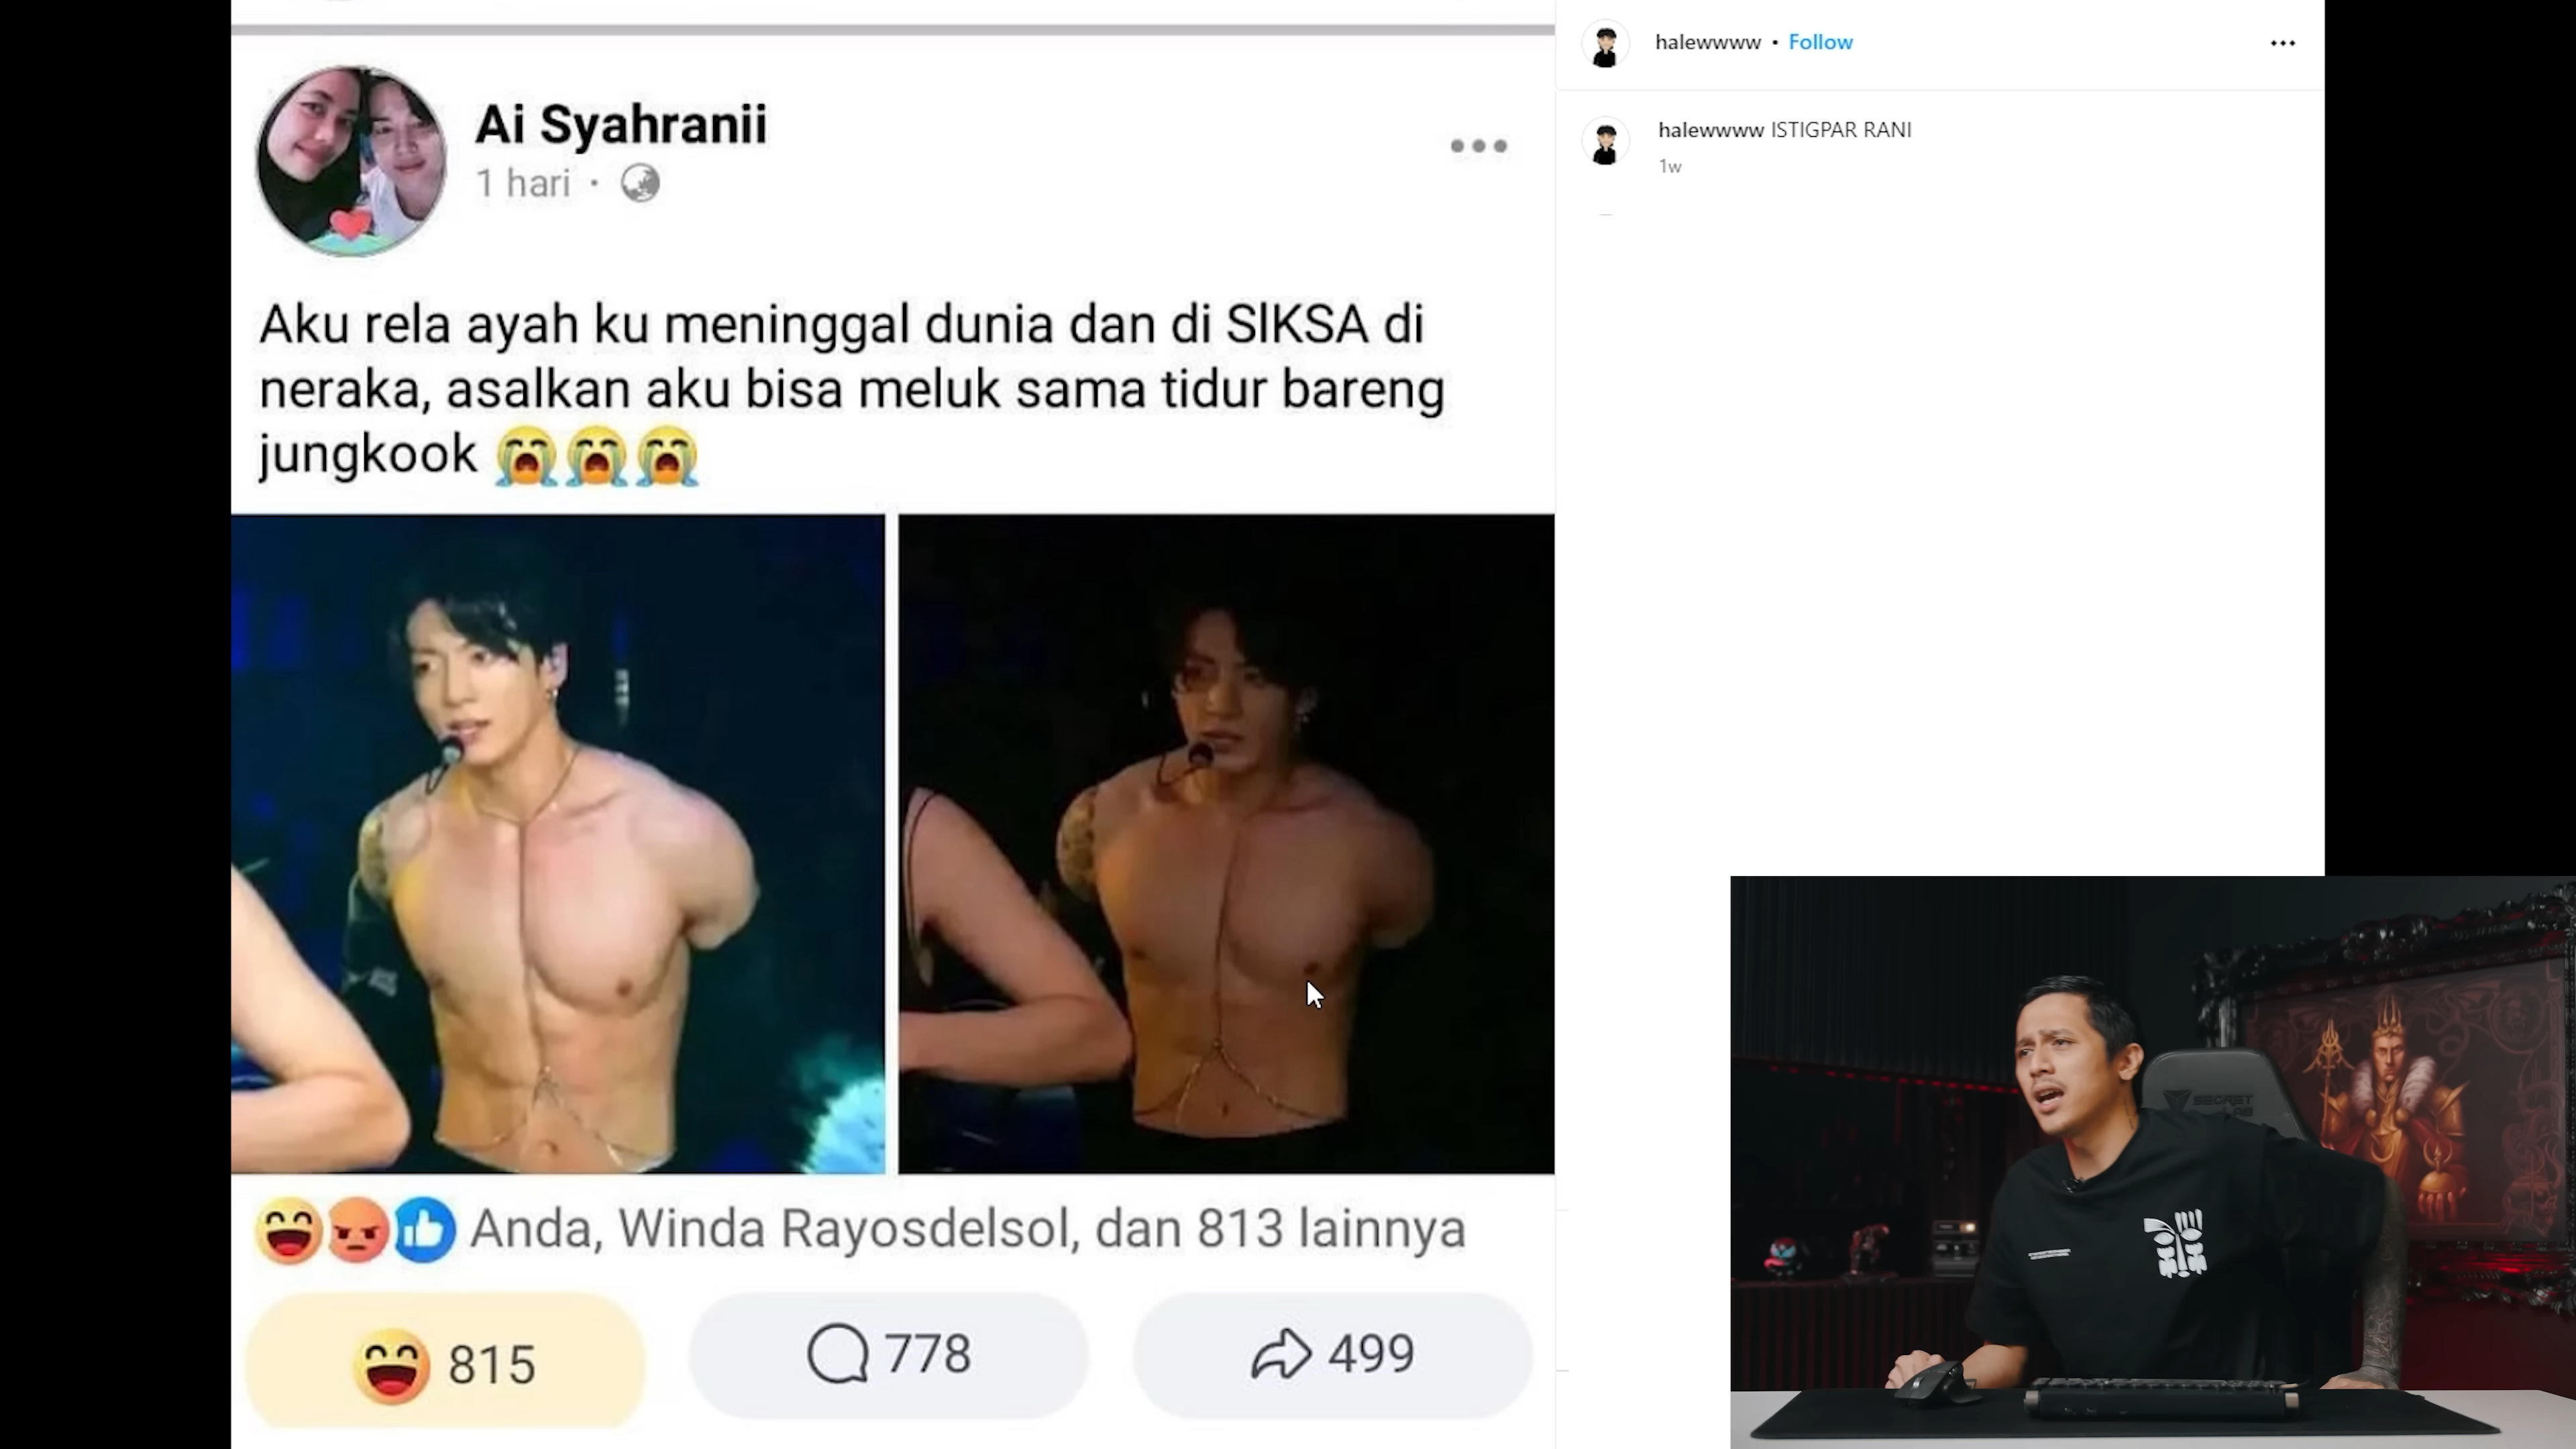 Ai Syahranii
1 hari ·
Aku rela ayah ku meninggal dunia dan di SIKSA di
neraka, asalkan aku bisa meluk sama tidur bareng
jungkook 😭😭😭
Anda, Winda Rayosdelsol, dan 813 lainnya
815
778
499
halewwww • Follow
halewwww ISTIGPAR RANI
1w
SECRET
LAB